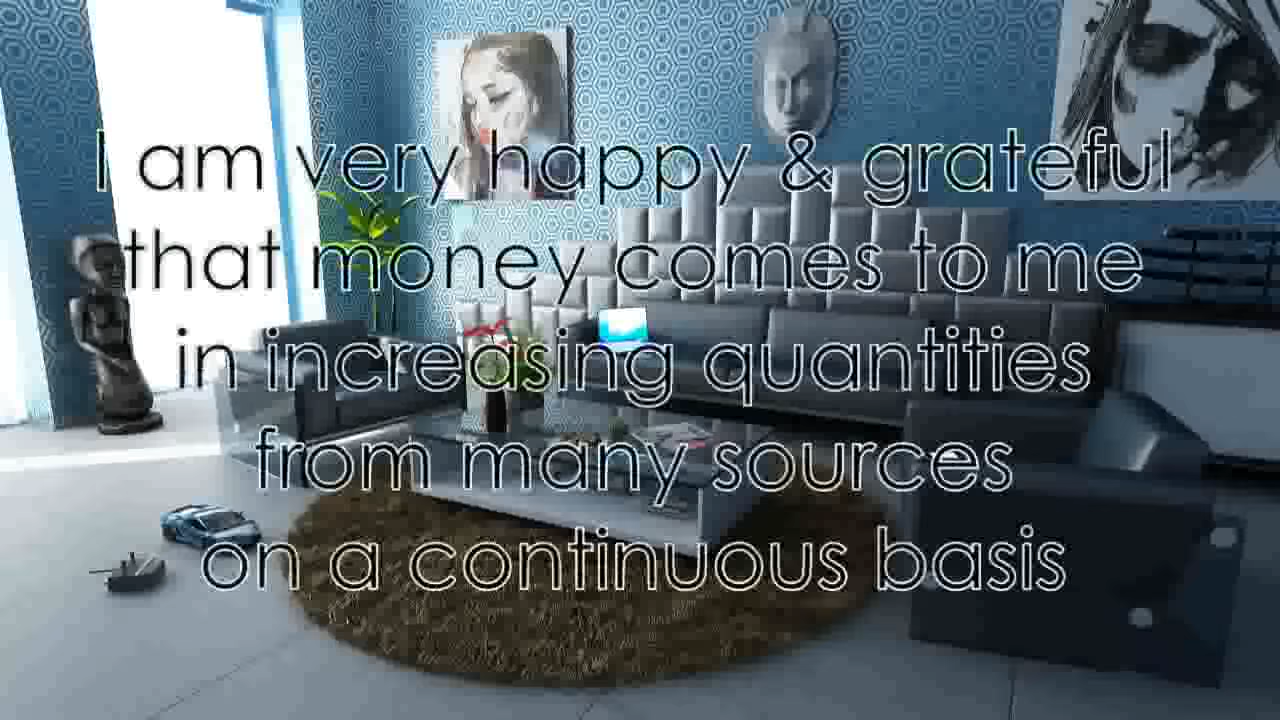 I am very happy & grateful
that money comes to me
in increasing quantities
from many sources
on a continuous basis